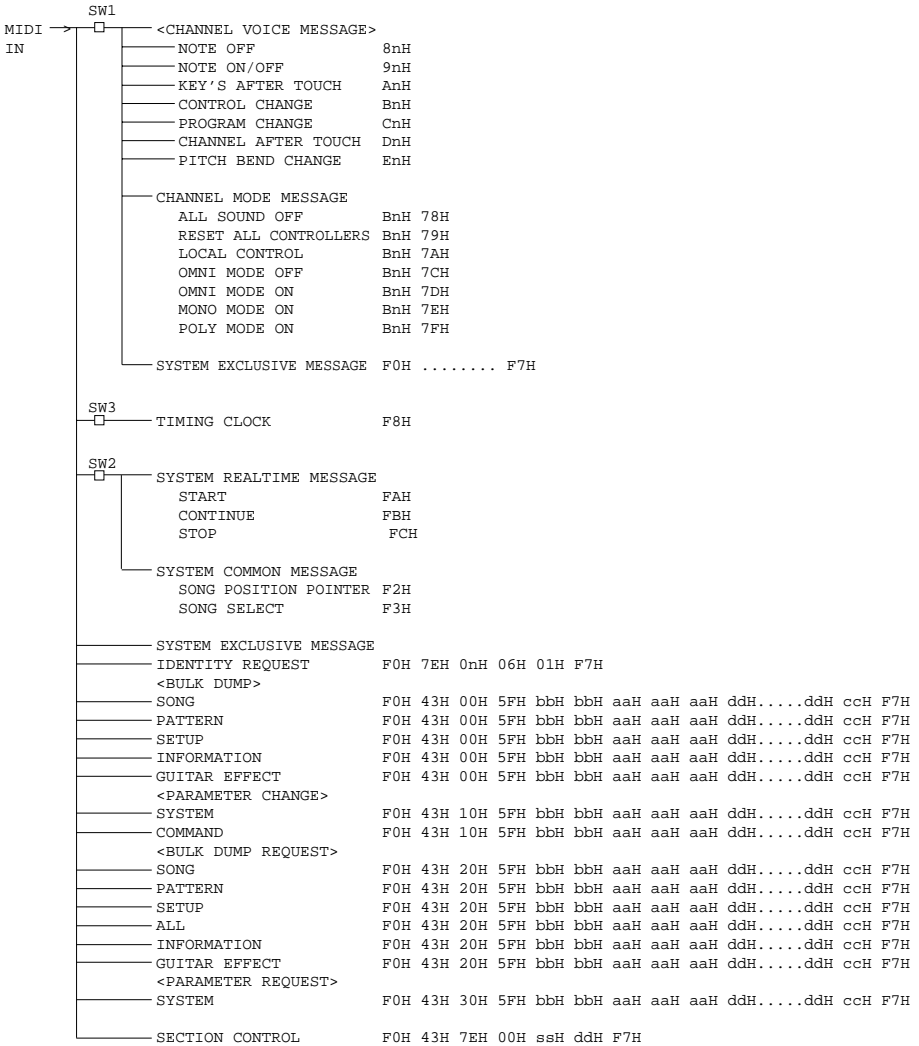 SW1
MIDI > <CHANNEL VOICE MESSAGE>
IN NOTE OFF 8nH
NOTE ON/OFF 9nH
KEY'S AFTER TOUCH AnH
CONTROL CHANGE BnH
PROGRAM CHANGE CnH
CHANNEL AFTER TOUCH DnH
PITCH BEND CHANGE EnH
CHANNEL MODE MESSAGE
ALL SOUND OFF BnH 78H
RESET ALL CONTROLLERS BnH 79H
LOCAL CONTROL BnH 7AH
OMNI MODE OFF BnH 7CH
OMNI MODE ON BnH 7DH
MONO MODE ON BnH 7EH
POLY MODE ON BnH 7FH
SYSTEM EXCLUSIVE MESSAGE F0H ........ F7H
SW3
TIMING CLOCK F8H
SW2
SYSTEM REALTIME MESSAGE
START FAH
CONTINUE FBH
STOP FCH
SYSTEM COMMON MESSAGE
SONG POSITION POINTER F2H
SONG SELECT F3H
SYSTEM EXCLUSIVE MESSAGE
IDENTITY REQUEST F0H 7EH 0nH 06H 01H F7H
<BULK DUMP>
SONG F0H 43H 00H 5FH bbH bbH aaH aaH aaH ddH.....ddH ccH F7H
PATTERN F0H 43H 00H 5FH bbH bbH aaH aaH aaH ddH.....ddH ccH F7H
SETUP F0H 43H 00H 5FH bbH bbH aaH aaH aaH ddH.....ddH ccH F7H
INFORMATION F0H 43H 00H 5FH bbH bbH aaH aaH aaH ddH.....ddH ccH F7H
GUITAR EFFECT F0H 43H 00H 5FH bbH bbH aaH aaH aaH ddH.....ddH ccH F7H
<PARAMETER CHANGE>
SYSTEM F0H 43H 10H 5FH bbH bbH aaH aaH aaH ddH.....ddH ccH F7H
COMMAND F0H 43H 10H 5FH bbH bbH aaH aaH aaH ddH.....ddH ccH F7H
<BULK DUMP REQUEST>
SONG F0H 43H 20H 5FH bbH bbH aaH aaH aaH ddH.....ddH ccH F7H
PATTERN F0H 43H 20H 5FH bbH bbH aaH aaH aaH ddH.....ddH ccH F7H
SETUP F0H 43H 20H 5FH bbH bbH aaH aaH aaH ddH.....ddH ccH F7H
ALL F0H 43H 20H 5FH bbH bbH aaH aaH aaH ddH.....ddH ccH F7H
INFORMATION F0H 43H 20H 5FH bbH bbH aaH aaH aaH ddH.....ddH ccH F7H
GUITAR EFFECT F0H 43H 20H 5FH bbH bbH aaH aaH aaH ddH.....ddH ccH F7H
<PARAMETER REQUEST>
SYSTEM F0H 43H 30H 5FH bbH bbH aaH aaH aaH ddH.....ddH ccH F7H
SECTION CONTROL F0H 43H 7EH 00H ssH ddH F7H